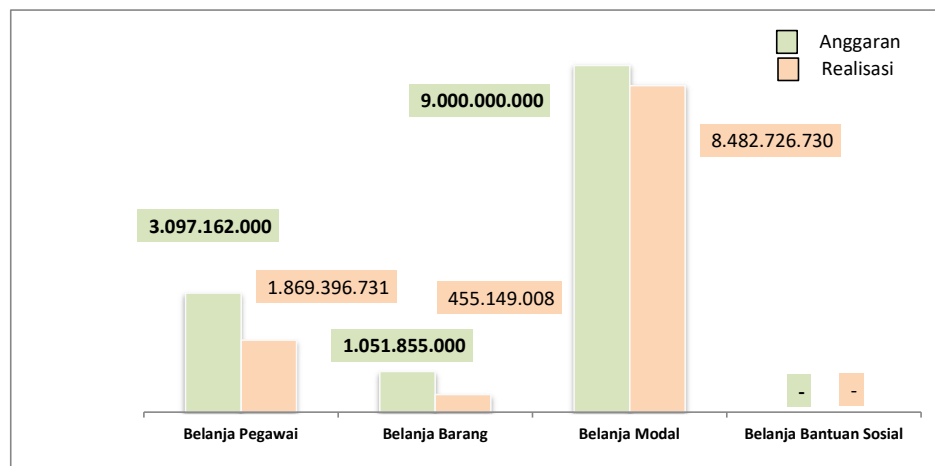 Anggaran
Realisasi
9.000.000.000
8.482.726.730
3.097.162.000
1.869.396.731
455.149.008
1.051.855.000
-
-
Belanja Pegawai
Belanja Barang
Belanja Modal
Belanja Bantuan Sosial